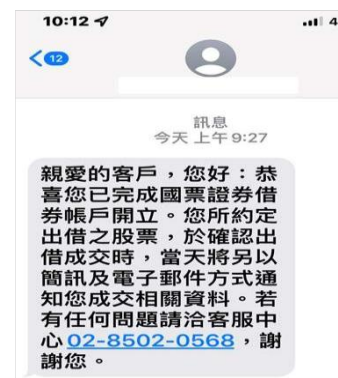 10:12
4
12
訊息
今天 上午 9:27
親愛的客戶，您好：恭
喜您已完成國票證券借
券帳戶開立。您所約定
出借之股票，於確認出
借成交時，當天將另以
簡訊及電子郵件方式通
知您成交相關資料。若
有任何問題請洽客服中
心 02-8502-0568，謝
謝您。